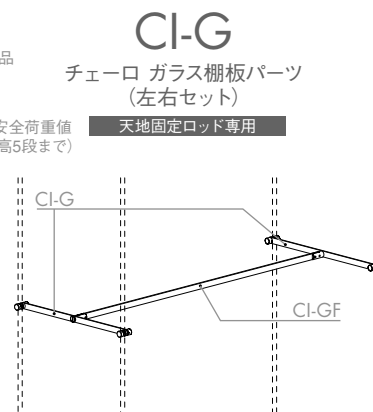 CI-G
品
チェーロ ガラス棚板パーツ
（左右セット）
安全荷重値
天地固定ロッド専用
高5段まで）
CI-G
CI-GF